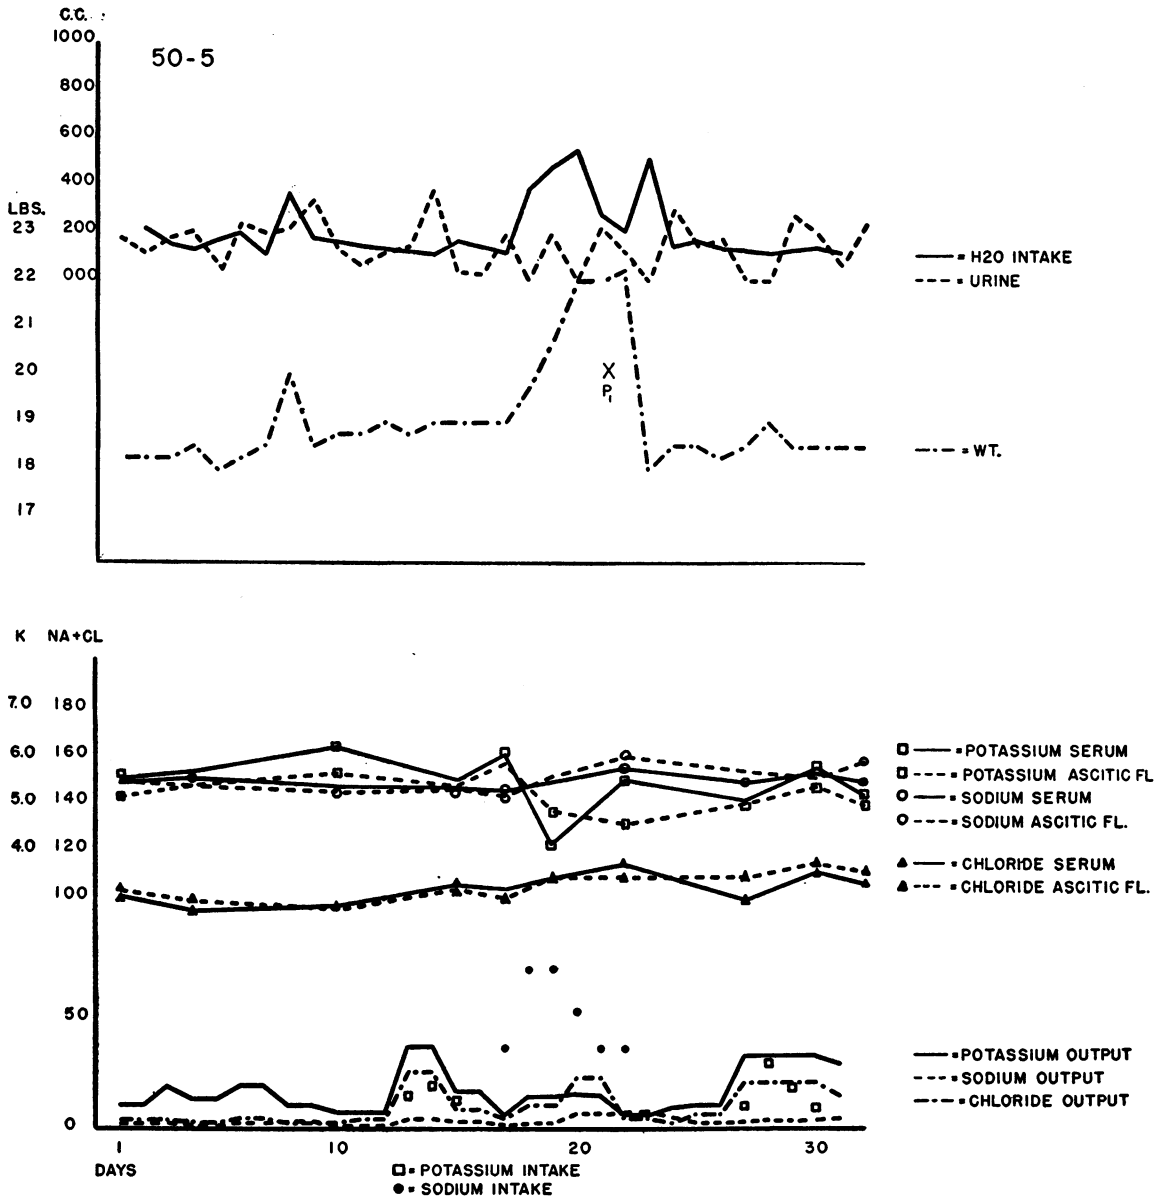 C.C.
1000
50-5
800
600
400
LBS.
23 200
22 000
= H2O INTAKE
= URINE
21
20
X
P1
19
18
= WT.
17
K NA+CL
7.0 180
6.0 160
= POTASSIUM SERUM
= POTASSIUM ASCITIC FL
5.0 140
= SODIUM SERUM
= SODIUM ASCITIC FL.
4.0 120
= CHLORIDE SERUM
100
= CHLORIDE ASCITIC FL.
50
= POTASSIUM OUTPUT
= SODIUM OUTPUT
= CHLORIDE OUTPUT
0
1 10 20 30
DAYS
= POTASSIUM INTAKE
= SODIUM INTAKE